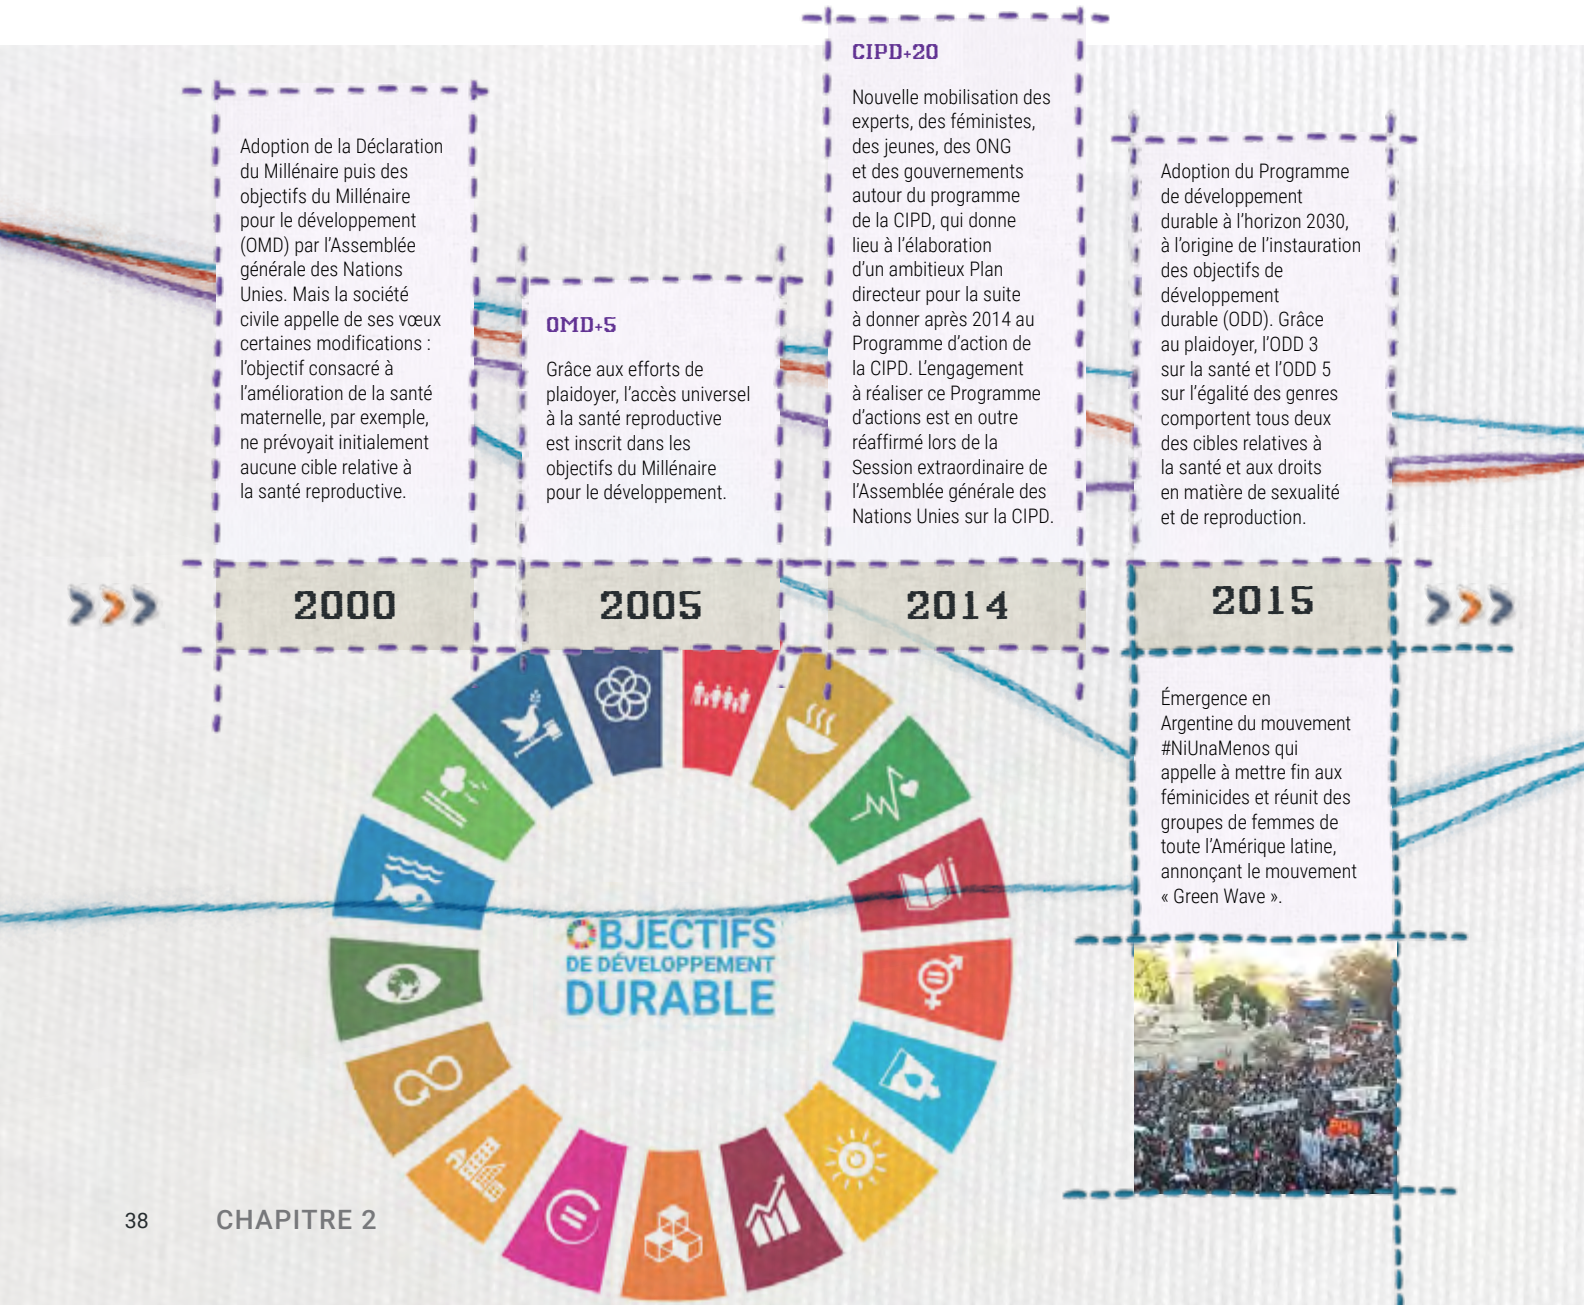 Adoption de la Déclaration
du Millénaire puis des
objectifs du Millénaire
pour le développement
(OMD) par l'Assemblée
générale des Nations
Unies. Mais la société
civile appelle de ses vœux
certaines modifications :
l'objectif consacré à
l'amélioration de la santé
maternelle, par exemple,
ne prévoyait initialement
aucune cible relative à
la santé reproductive.
2000
OMD+5
Grâce aux efforts de
plaidoyer, l'accès universel
à la santé reproductive
est inscrit dans les
objectifs du Millénaire
pour le développement.
2005
CIPD+20
Nouvelle mobilisation des
experts, des féministes,
des jeunes, des ONG
et des gouvernements
autour du programme
de la CIPD, qui donne
lieu à l'élaboration
d'un ambitieux Plan
directeur pour la suite
à donner après 2014 au
Programme d'action de
la CIPD. L'engagement
à réaliser ce Programme
d'actions est en outre
réaffirmé lors de la
Session extraordinaire de
l'Assemblée générale des
Nations Unies sur la CIPD.
2014
Adoption du Programme
de développement
durable à l'horizon 2030,
à l'origine de l'instauration
des objectifs de
développement
durable (ODD). Grâce
au plaidoyer, l'ODD 3
sur la santé et l'ODD 5
sur l'égalité des genres
comportent tous deux
des cibles relatives à
la santé et aux droits
en matière de sexualité
et de reproduction.
2015
Émergence en
Argentine du mouvement
#NiUnaMenos qui
appelle à mettre fin aux
féminicides et réunit des
groupes de femmes de
toute l'Amérique latine,
annonçant le mouvement
« Green Wave ».
OBJECTIFS
DE DÉVELOPPEMENT
DURABLE
38 CHAPITRE 2